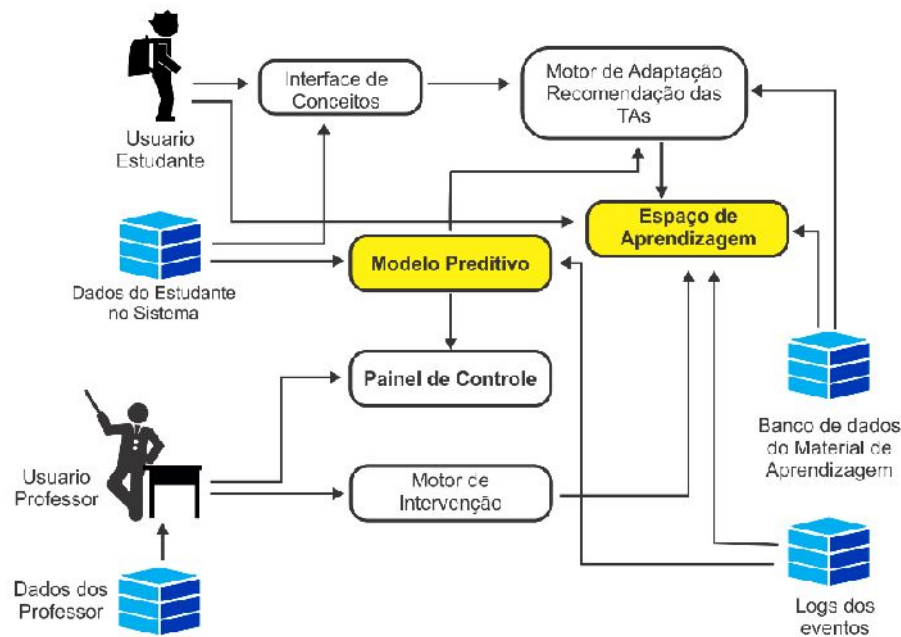 Usuario
Estudante
Interface de
Conceitos
Motor de Adaptação
Recomendação das
TAs
Espaço de
Aprendizagem
Dados do Estudante
no Sistema
Modelo Preditivo
Painel de Controle
Banco de dados
do Material de
Aprendizagem
Usuario
Professor
Motor de
Intervenção
Dados dos
Professor
Logs dos
eventos